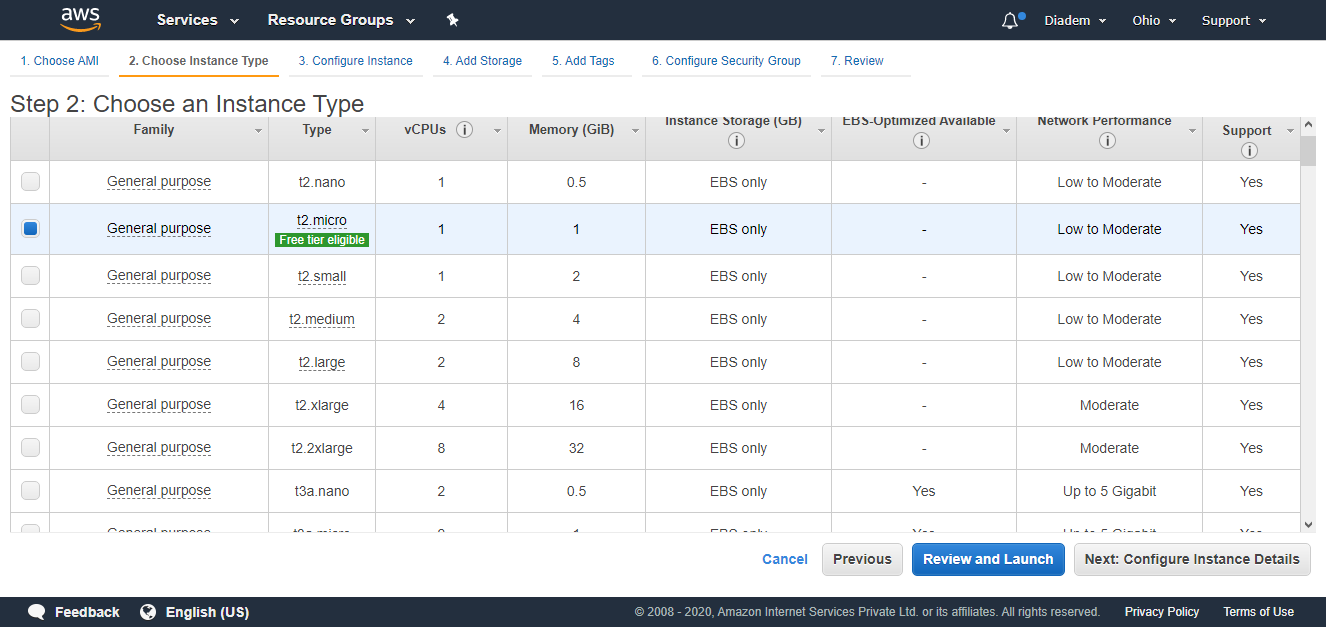 aws Services Resource Groups Diadem Ohio Support
1. Choose AMI 2. Choose Instance Type 3. Configure Instance 4. Add Storage 5. Add Tags 6. Configure Security Group 7. Review
Step 2: Choose an Instance Type
Family Type vCPUs Memory (GiB) Instance Storage (GB) EBS-Optimized Available Network Performance Support
General purpose t2.nano 1 0.5 EBS only - Low to Moderate Yes
General purpose t2.micro 1 1 EBS only - Low to Moderate Yes
Free tier eligible
General purpose t2.small 1 2 EBS only - Low to Moderate Yes
General purpose t2.medium 2 4 EBS only - Low to Moderate Yes
General purpose t2.large 2 8 EBS only - Low to Moderate Yes
General purpose t2.xlarge 4 16 EBS only - Moderate Yes
General purpose t2.2xlarge 8 32 EBS only - Moderate Yes
General purpose t3a.nano 2 0.5 EBS only Yes Up to 5 Gigabit Yes
Cancel Previous Review and Launch Next: Configure Instance Details
Feedback English (US) © 2008 - 2020, Amazon Internet Services Private Ltd. or its affiliates. All rights reserved. Privacy Policy Terms of Use